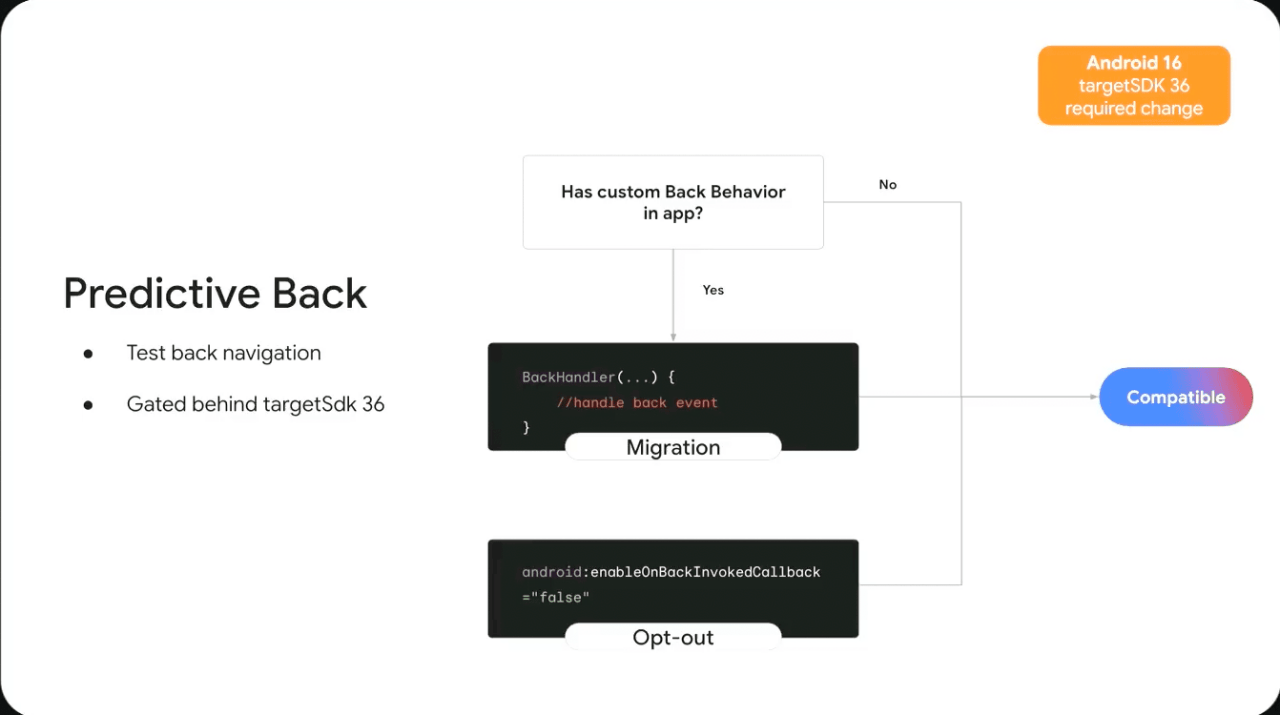 Android 16
targetSDK 36
required change
Has custom Back Behavior
in app?
No
Yes
Predictive Back
● Test back navigation
● Gated behind targetSdk 36
BackHandler(...) {
//handle back event
}
Migration
Compatible
android:enableOnBackInvokedCallback
="false"
Opt-out